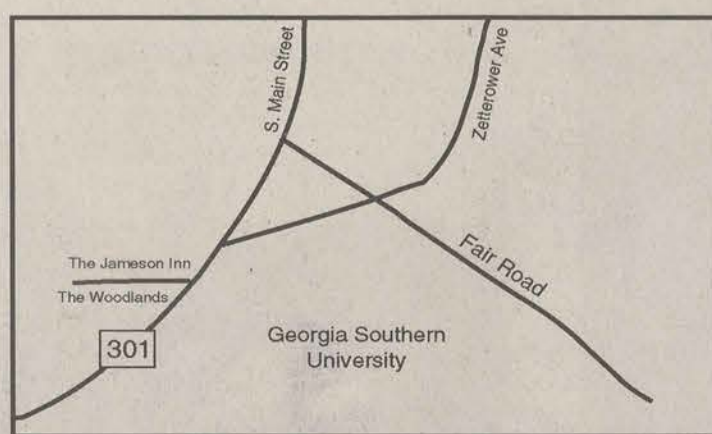 S. Main Street
Zetterower Ave
The Jameson Inn
The Woodlands
Fair Road
301
Georgia Southern
University